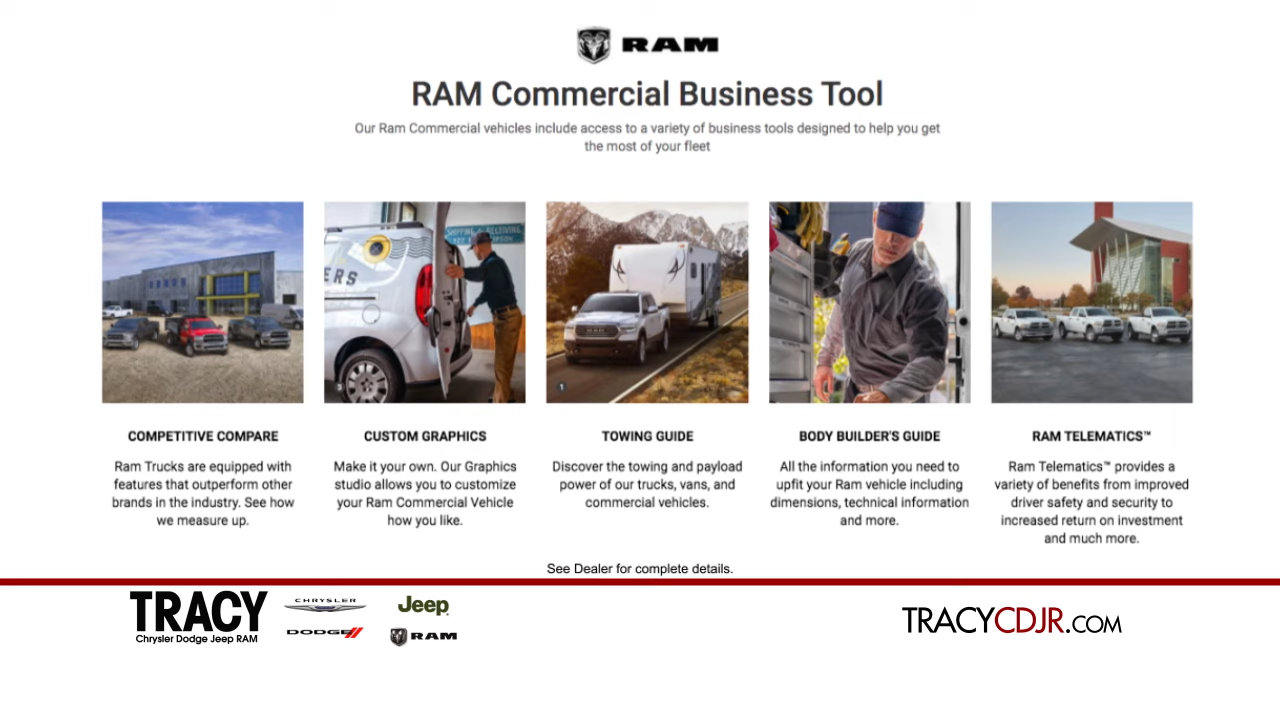 RAM
RAM Commercial Business Tool
Our Ram Commercial vehicles include access to a variety of business tools designed to help you get
the most of your fleet
ERS
SHIPPING & RECEIVING
3
RAM
1
COMPETITIVE COMPARE
Ram Trucks are equipped with
features that outperform other
brands in the industry. See how
we measure up.
CUSTOM GRAPHICS
Make it your own. Our Graphics
studio allows you to customize
your Ram Commercial Vehicle
how you like.
TOWING GUIDE
Discover the towing and payload
power of our trucks, vans, and
commercial vehicles.
BODY BUILDER'S GUIDE
All the information you need to
upfit your Ram vehicle including
dimensions, technical information
and more.
RAM TELEMATICS™
Ram Telematics™ provides a
variety of benefits from improved
driver safety and security to
increased return on investment
and much more.
See Dealer for complete details.
TRACY
Chrysler Dodge Jeep RAM
CHRYSLER
Jeep
DODGE
RAM
TRACYCDJR.COM